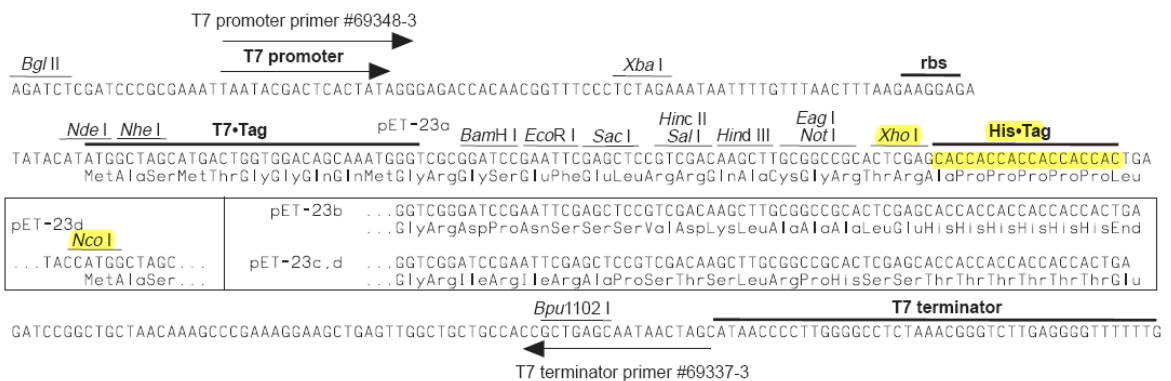 T7 promoter primer #69348-3
Bgl II T7 promoter Xba I rbs
AGATCTCGATCCCGCGAAATTAATACGACTCACTATAGGGAGACCACAACGGTTTCCCTCTAGAAATAATTTTGTTTAACTTTAAGAAGGAGA
Nde I Nhe I T7•Tag pET-23a BamH I EcoR I Sac I Hinc II Sal I Hind III Eag I Not I Xho I His•Tag
TATACATATGGCTAGCATGACTGGTGGACAGCAAATGGGTCGCGGATCCGAATTCGAGCTCCGTCGACAAGCTTGCGGCCGCACTCGAGCACCACCACCACCACCACTGA
MetAlaSerMetThrGlyGlyGlnGlnMetGlyArgGlySerGluPheGluLeuArgArgGlnAlaCysGlyArgThrArgAlaProProProProProLeu
pET-23b ...GGTCGGGATCCGAATTCGAGCTCCGTCGACAAGCTTGCGGCCGCACTCGAGCACCACCACCACCACCACTGA
GlyArgAspProAsnSerSerSerValAspLysLeuAlaAlaAlaLeuGluHisHisHisHisHisHisEnd
pET-23d
Nco I
...TACCATGGCTAGC...
MetAlaSer
pET-23c,d ...GGTCGGATCCGAATTCGAGCTCCGTCGACAAGCTTGCGGCCGCACTCGAGCACCACCACCACCACCACTGA
GlyArgIleArgIleArgAlaProSerThrSerLeuArgProHisSerSerThrThrThrThrThrThrGlu
Bpu1102 I T7 terminator
GATCCGGCTGCTAACAAAGCCCGAAAGGAAGCTGAGTTGGCTGCTGCCACCGCTGAGCAATAACTAGCATAACCCCTTGGGGCCTCTAAACGGGTCTTGAGGGGTTTTTTG
T7 terminator primer #69337-3